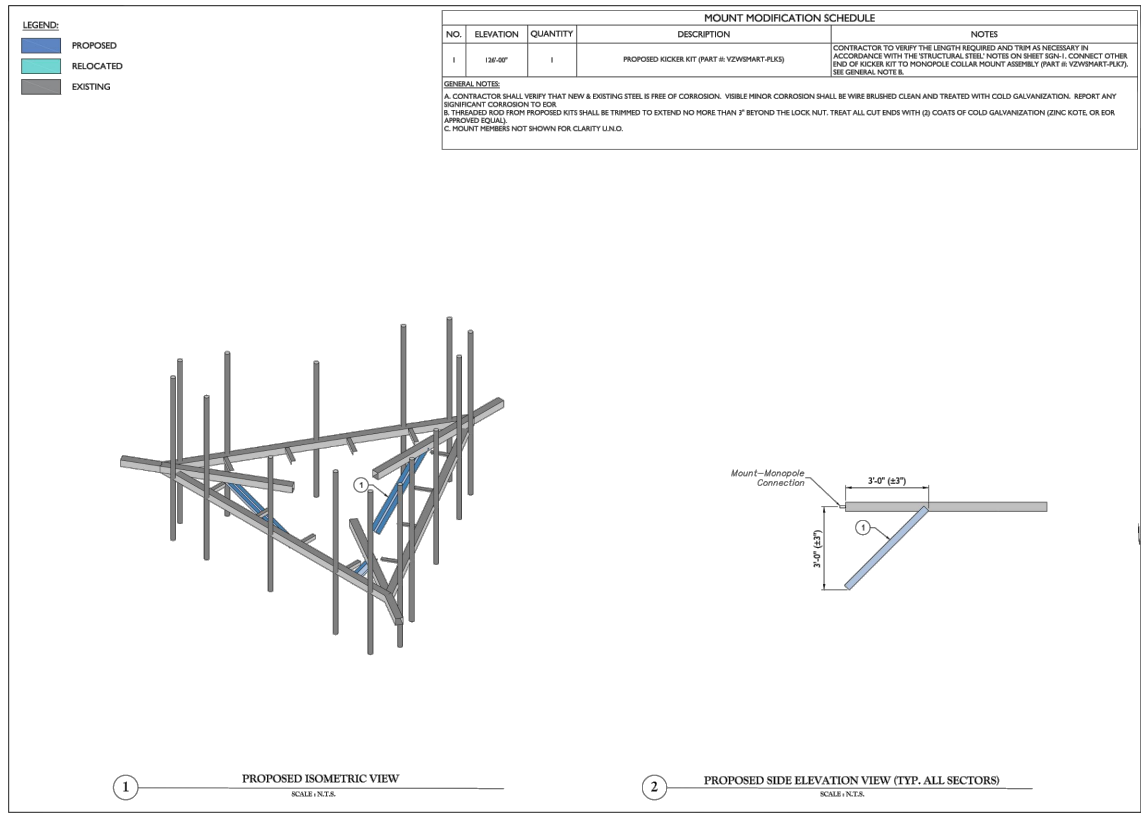 LEGEND:
PROPOSED
RELOCATED
EXISTING
MOUNT MODIFICATION SCHEDULE
NO. ELEVATION QUANTITY DESCRIPTION NOTES
1 126'-00" 1 PROPOSED KICKER KIT (PART #: VZWSMART-PLK5)
CONTRACTOR TO VERIFY THE LENGTH REQUIRED AND TRIM AS NECESSARY IN
ACCORDANCE WITH THE 'STRUCTURAL STEEL' NOTES ON SHEET SGN-1. CONNECT OTHER
END OF KICKER KIT TO MONOPOLE COLLAR MOUNT ASSEMBLY (PART #: VZWSMART-PLK7).
SEE GENERAL NOTE B.
GENERAL NOTES:
A. CONTRACTOR SHALL VERIFY THAT NEW & EXISTING STEEL IS FREE OF CORROSION. VISIBLE MINOR CORROSION SHALL BE WIRE BRUSHED CLEAN AND TREATED WITH COLD GALVANIZATION. REPORT ANY
SIGNIFICANT CORROSION TO EOR
B. THREADED ROD FROM PROPOSED KITS SHALL BE TRIMMED TO EXTEND NO MORE THAN 3" BEYOND THE LOCK NUT. TREAT ALL CUT ENDS WITH (2) COATS OF COLD GALVANIZATION (ZINC KOTE, OR EOR
APPROVED EQUAL).
C. MOUNT MEMBERS NOT SHOWN FOR CLARITY U.N.O.
1
Mount-Monopole
Connection
3'-0" (±3")
1
3'-0" (±3")
1
PROPOSED ISOMETRIC VIEW
SCALE : N.T.S.
2
PROPOSED SIDE ELEVATION VIEW (TYP. ALL SECTORS)
SCALE : N.T.S.